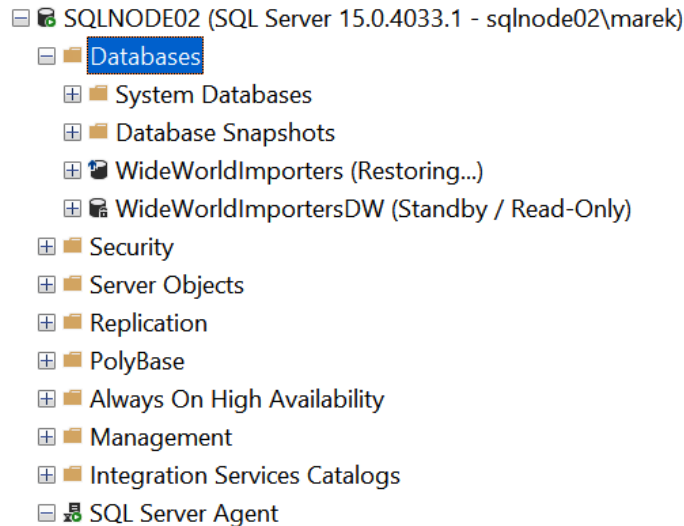 SQLNODE02 (SQL Server 15.0.4033.1 - sqlnode02\marek)
Databases
System Databases
Database Snapshots
WideWorldImporters (Restoring...)
WideWorldImportersDW (Standby / Read-Only)
Security
Server Objects
Replication
PolyBase
Always On High Availability
Management
Integration Services Catalogs
SQL Server Agent